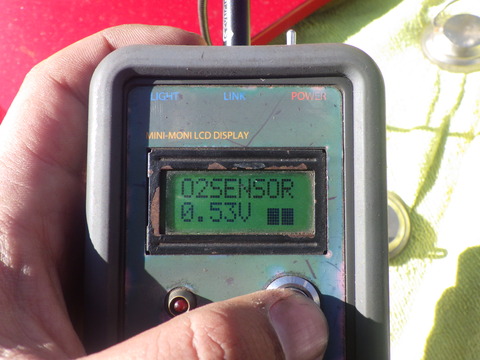 LIGHT LINK POWER
MINI-MONI LCD DISPLAY
O2SENSOR
0.53V